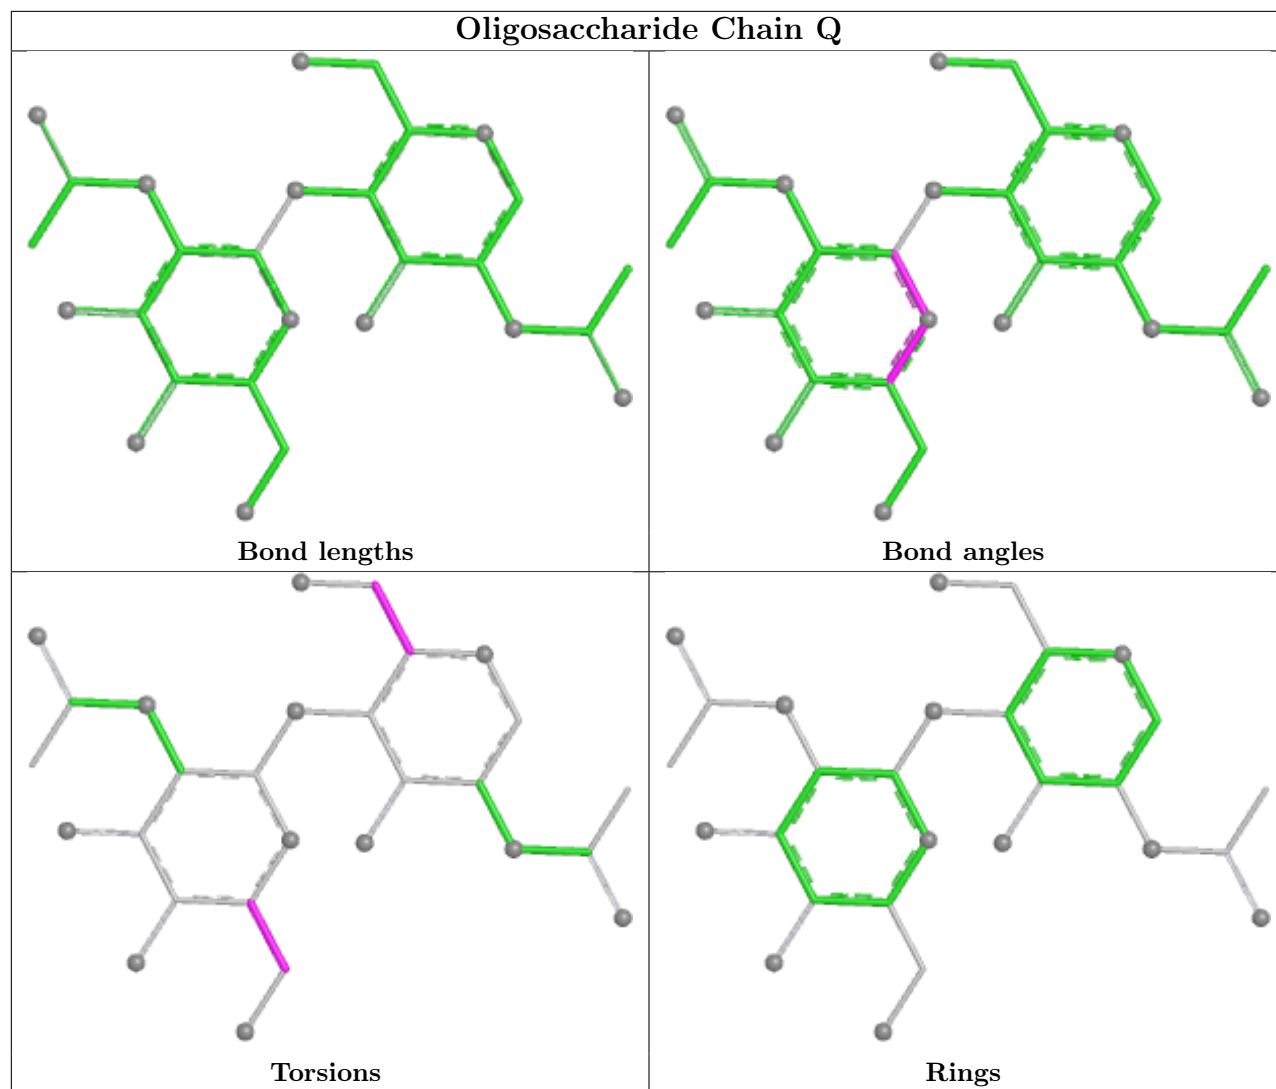 Oligosaccharide Chain Q
Bond lengths
Bond angles
Torsions
Rings